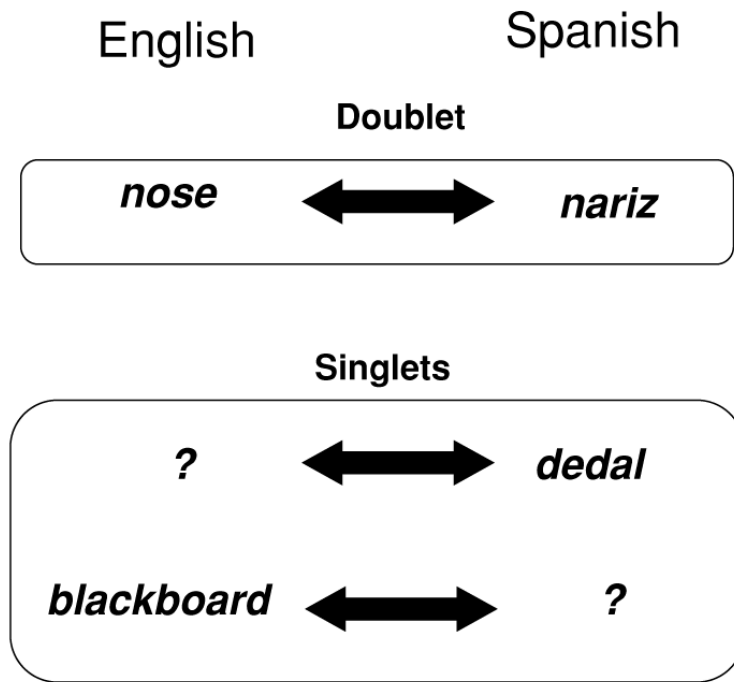 English Spanish
Doublet
nose nariz
Singlets
? dedal
blackboard ?